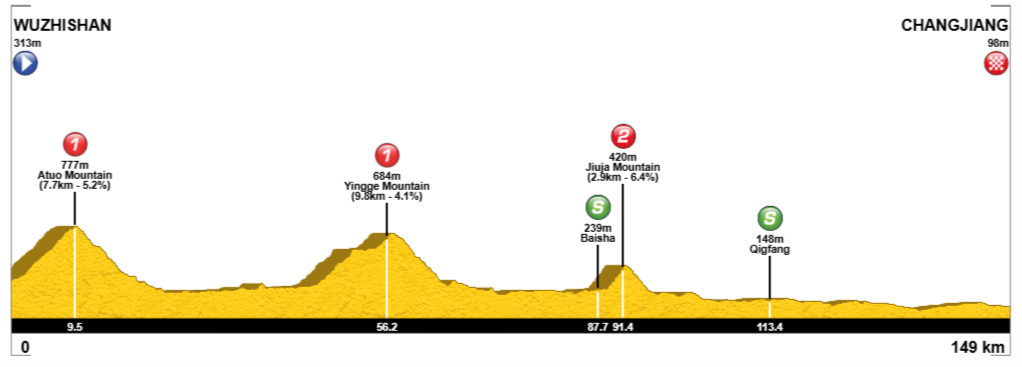 WUZHISHAN
313m
CHANGJIANG
98m
1
777m
Atuo Mountain
(7.7km - 5.2%)
1
684m
Yingge Mountain
(9.8km - 4.1%)
S
239m
Baisha
2
420m
Jiuja Mountain
(2.9km - 6.4%)
S
148m
Qigfang
9.5
56.2
87.7
91.4
113.4
0
149 km